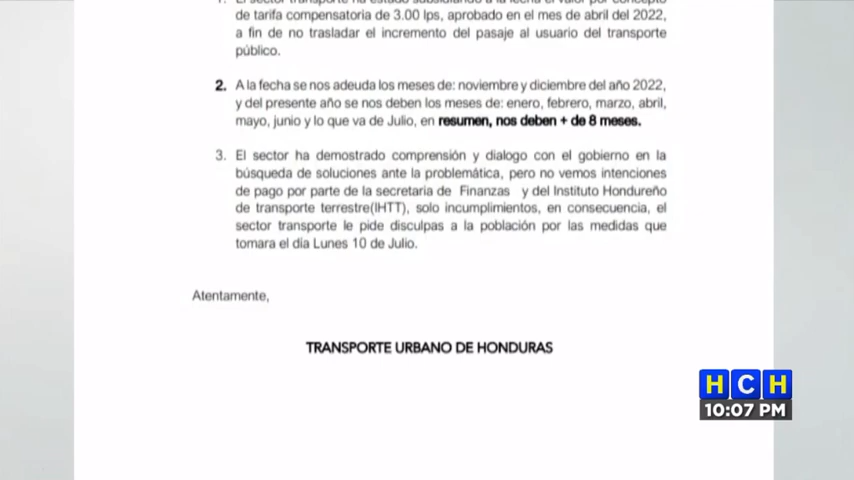 1. El sector transporte ha estado subsidiando a la fecha el valor por concepto
de tarifa compensatoria de 3.00 lps, aprobado en el mes de abril del 2022,
a fin de no trasladar el incremento del pasaje al usuario del transporte
público.
2. A la fecha se nos adeuda los meses de: noviembre y diciembre del año 2022,
y del presente año se nos deben los meses de: enero, febrero, marzo, abril,
mayo, junio y lo que va de Julio, en resumen, nos deben + de 8 meses.
3. El sector ha demostrado comprensión y dialogo con el gobierno en la
búsqueda de soluciones ante la problemática, pero no vemos intenciones
de pago por parte de la secretaria de Finanzas y del Instituto Hondureño
de transporte terrestre(IHTT), solo incumplimientos, en consecuencia, el
sector transporte le pide disculpas a la población por las medidas que
tomara el día Lunes 10 de Julio.
Atentamente,
TRANSPORTE URBANO DE HONDURAS
HCH
10:07 PM